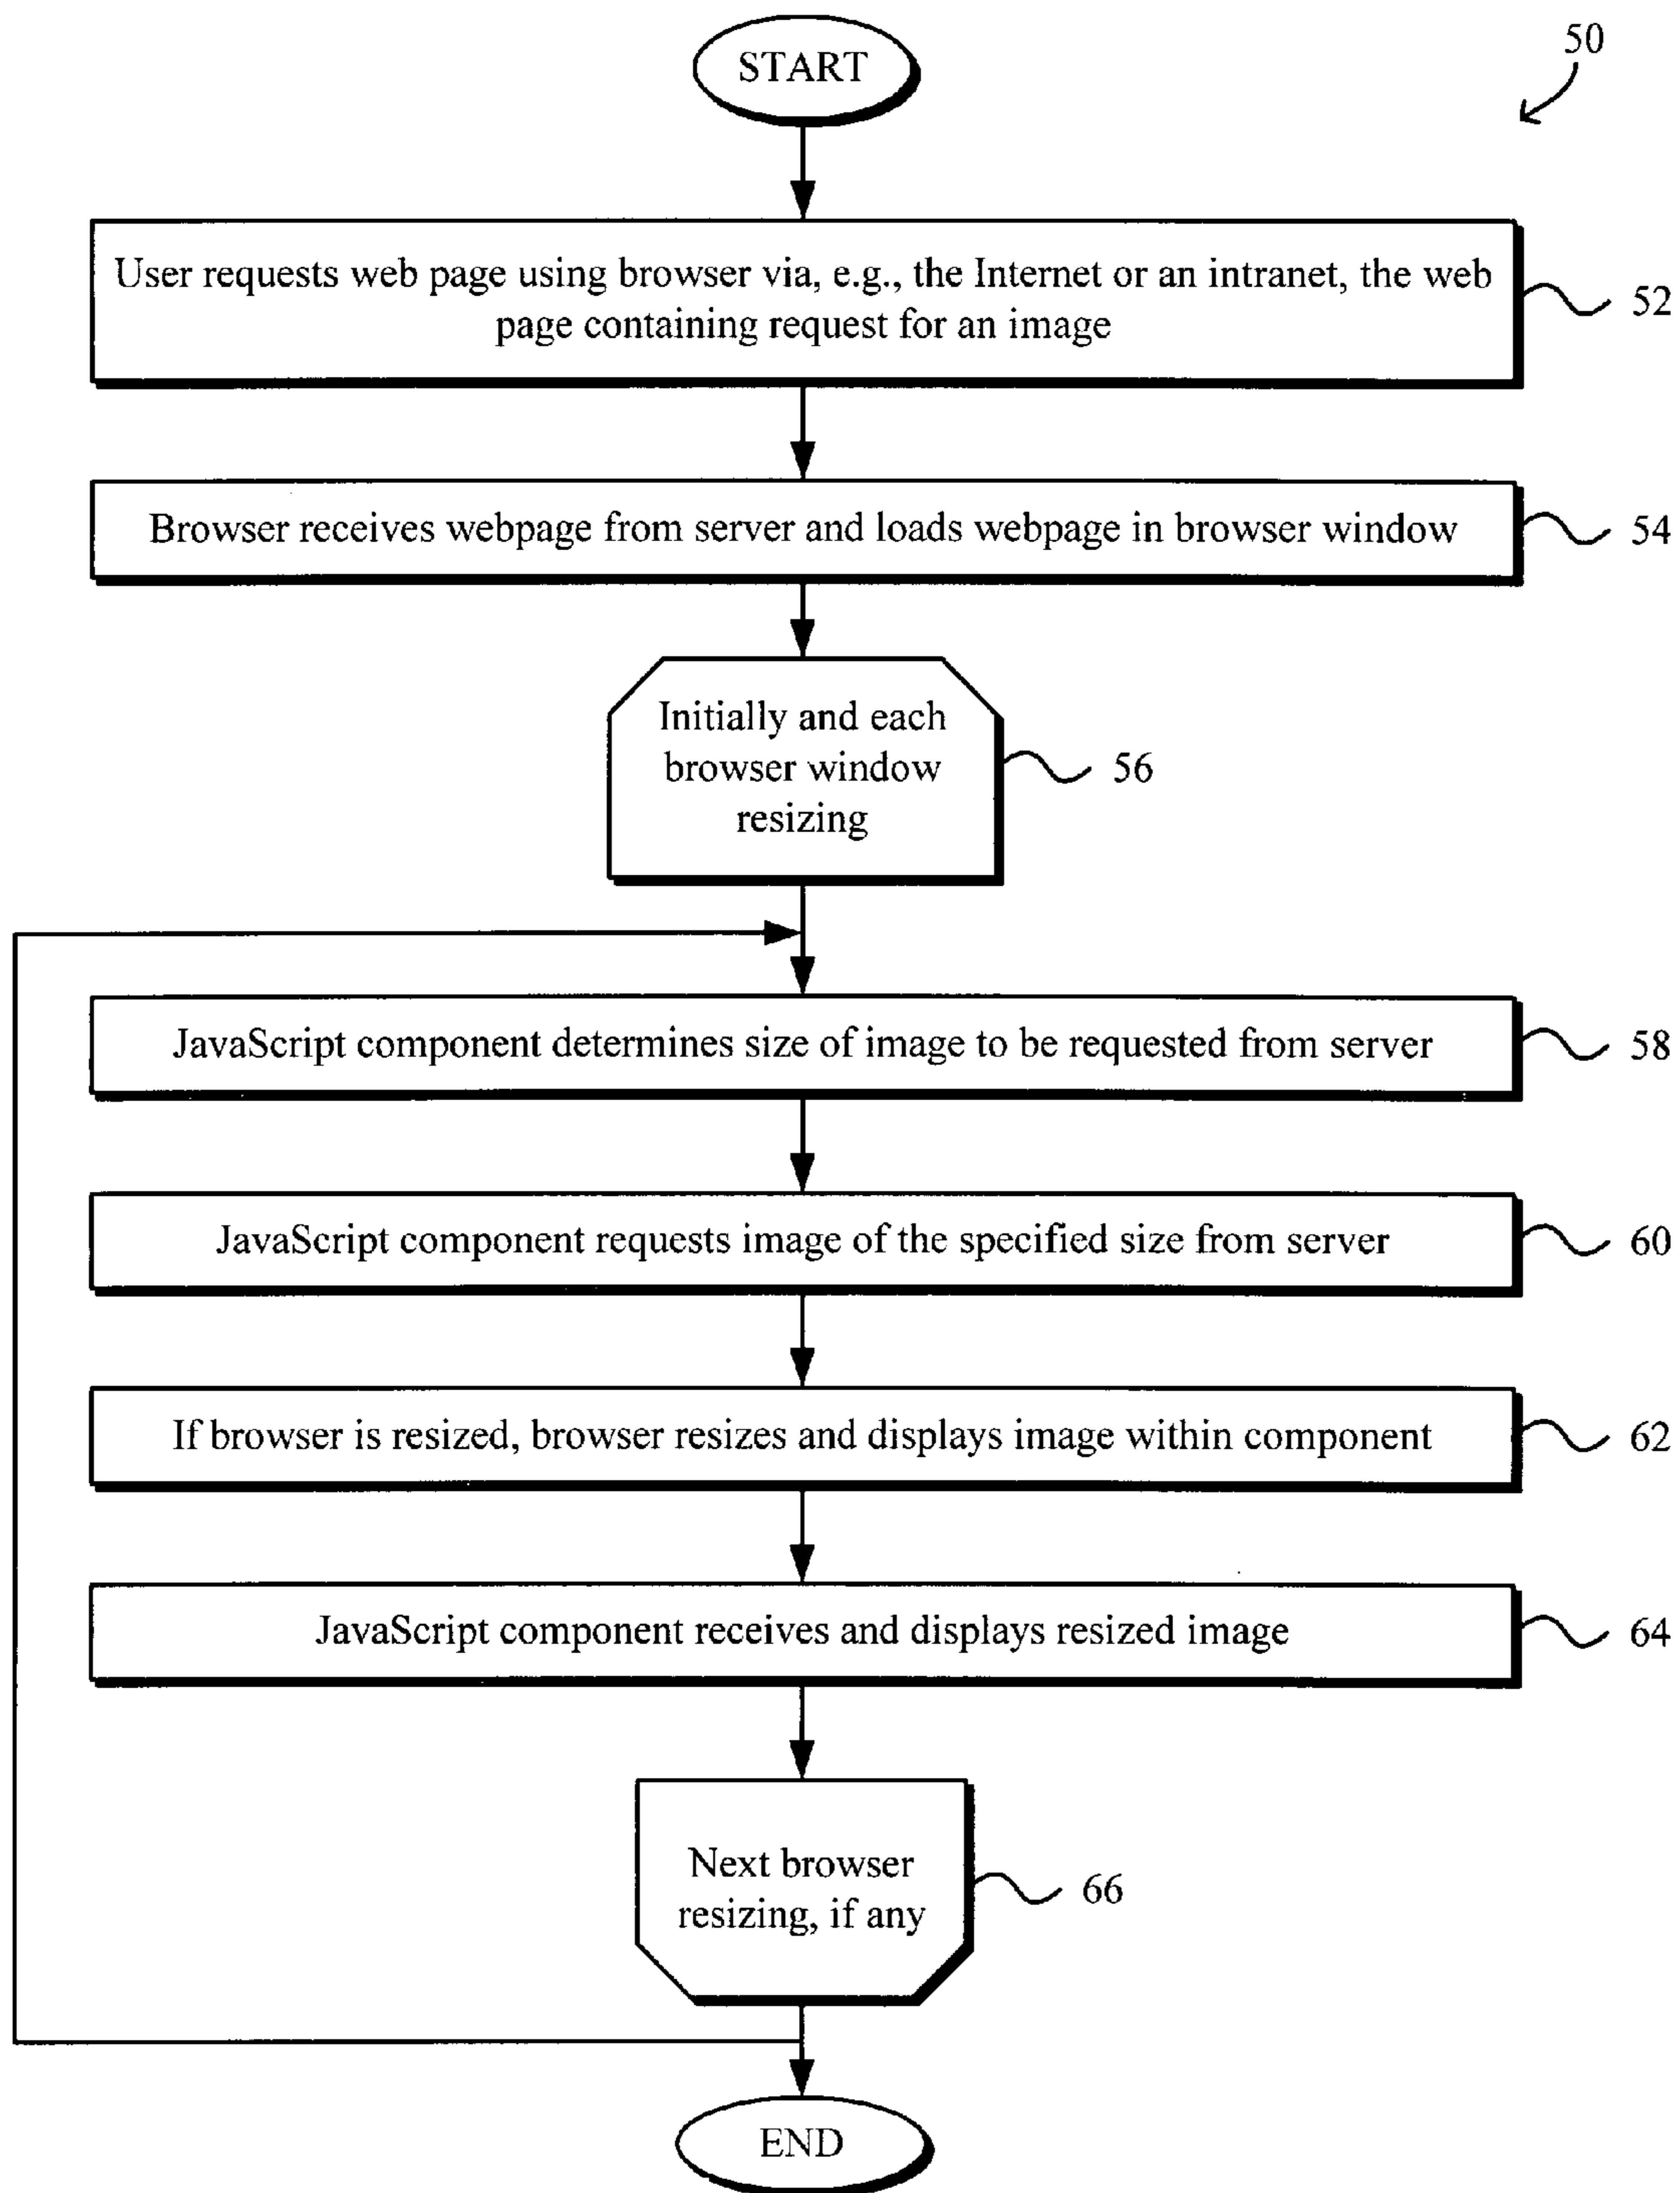 START
50
User requests web page using browser via, e.g., the Internet or an intranet, the web
page containing request for an image
52
Browser receives webpage from server and loads webpage in browser window
54
Initially and each
browser window
resizing
56
JavaScript component determines size of image to be requested from server
58
JavaScript component requests image of the specified size from server
60
If browser is resized, browser resizes and displays image within component
62
JavaScript component receives and displays resized image
64
Next browser
resizing, if any
66
END